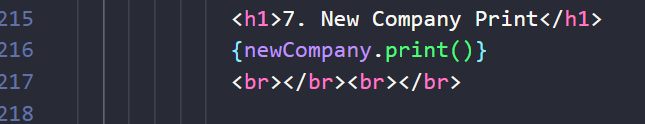 215 <h1>7. New Company Print</h1>
216 {newCompany.print()}
217 <br></br><br></br>
218